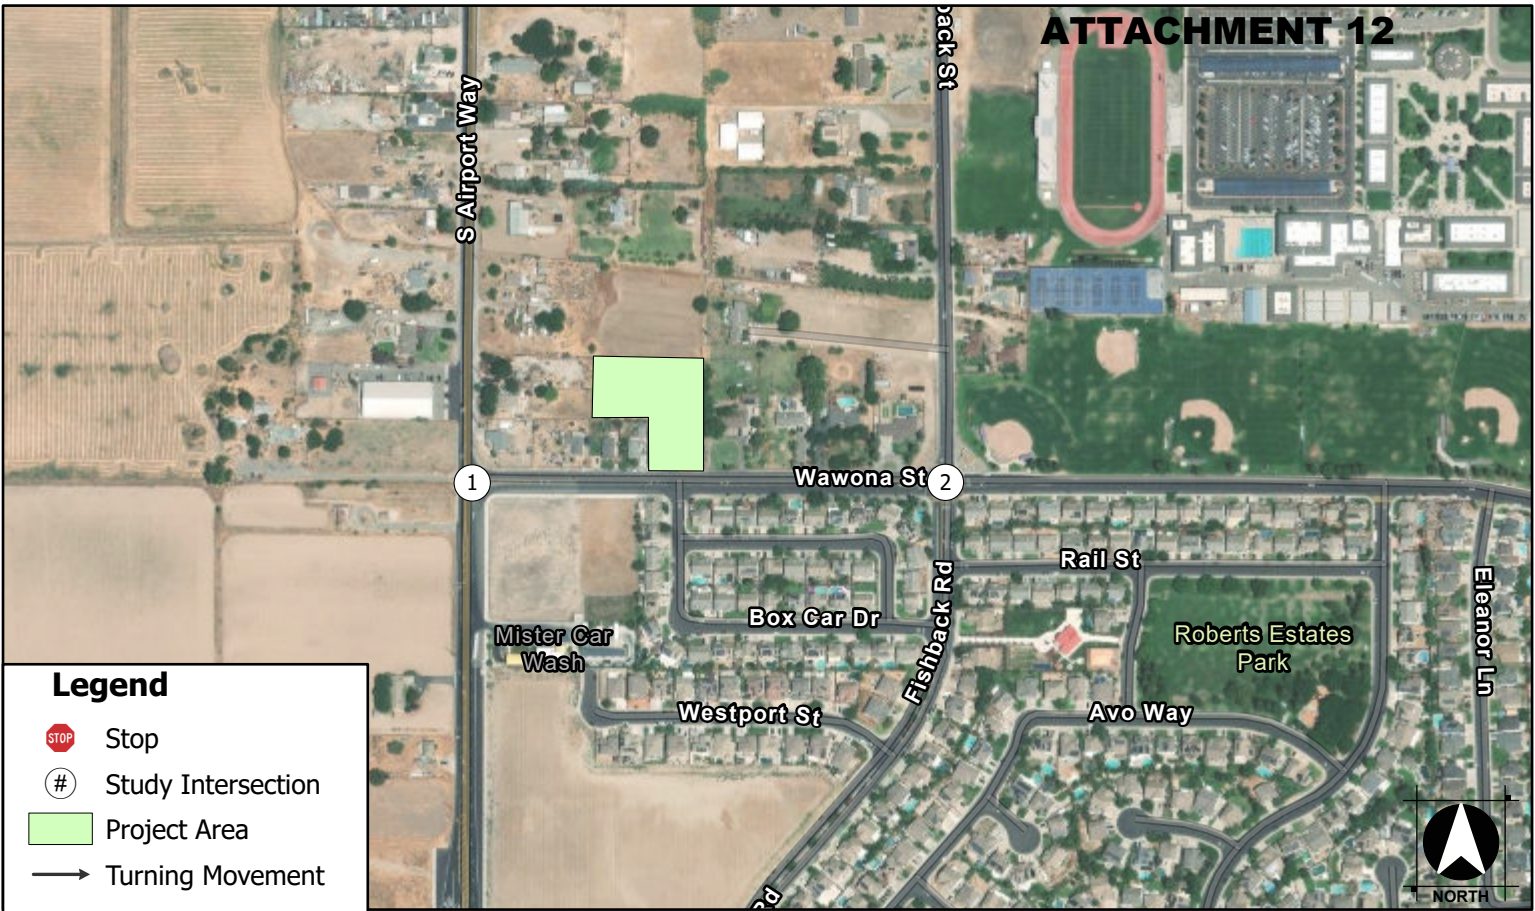 ATTACHMENT 12
back St
S Airport Way
1
Wawona St
2
Rail St
Fishback Rd
Box Car Dr
Mister Car
Wash
Roberts Estates
Park
Eleanor Ln
Westport St
Avo Way
Rd
Legend
STOP
Stop
#
Study Intersection
Project Area
Turning Movement
NORTH